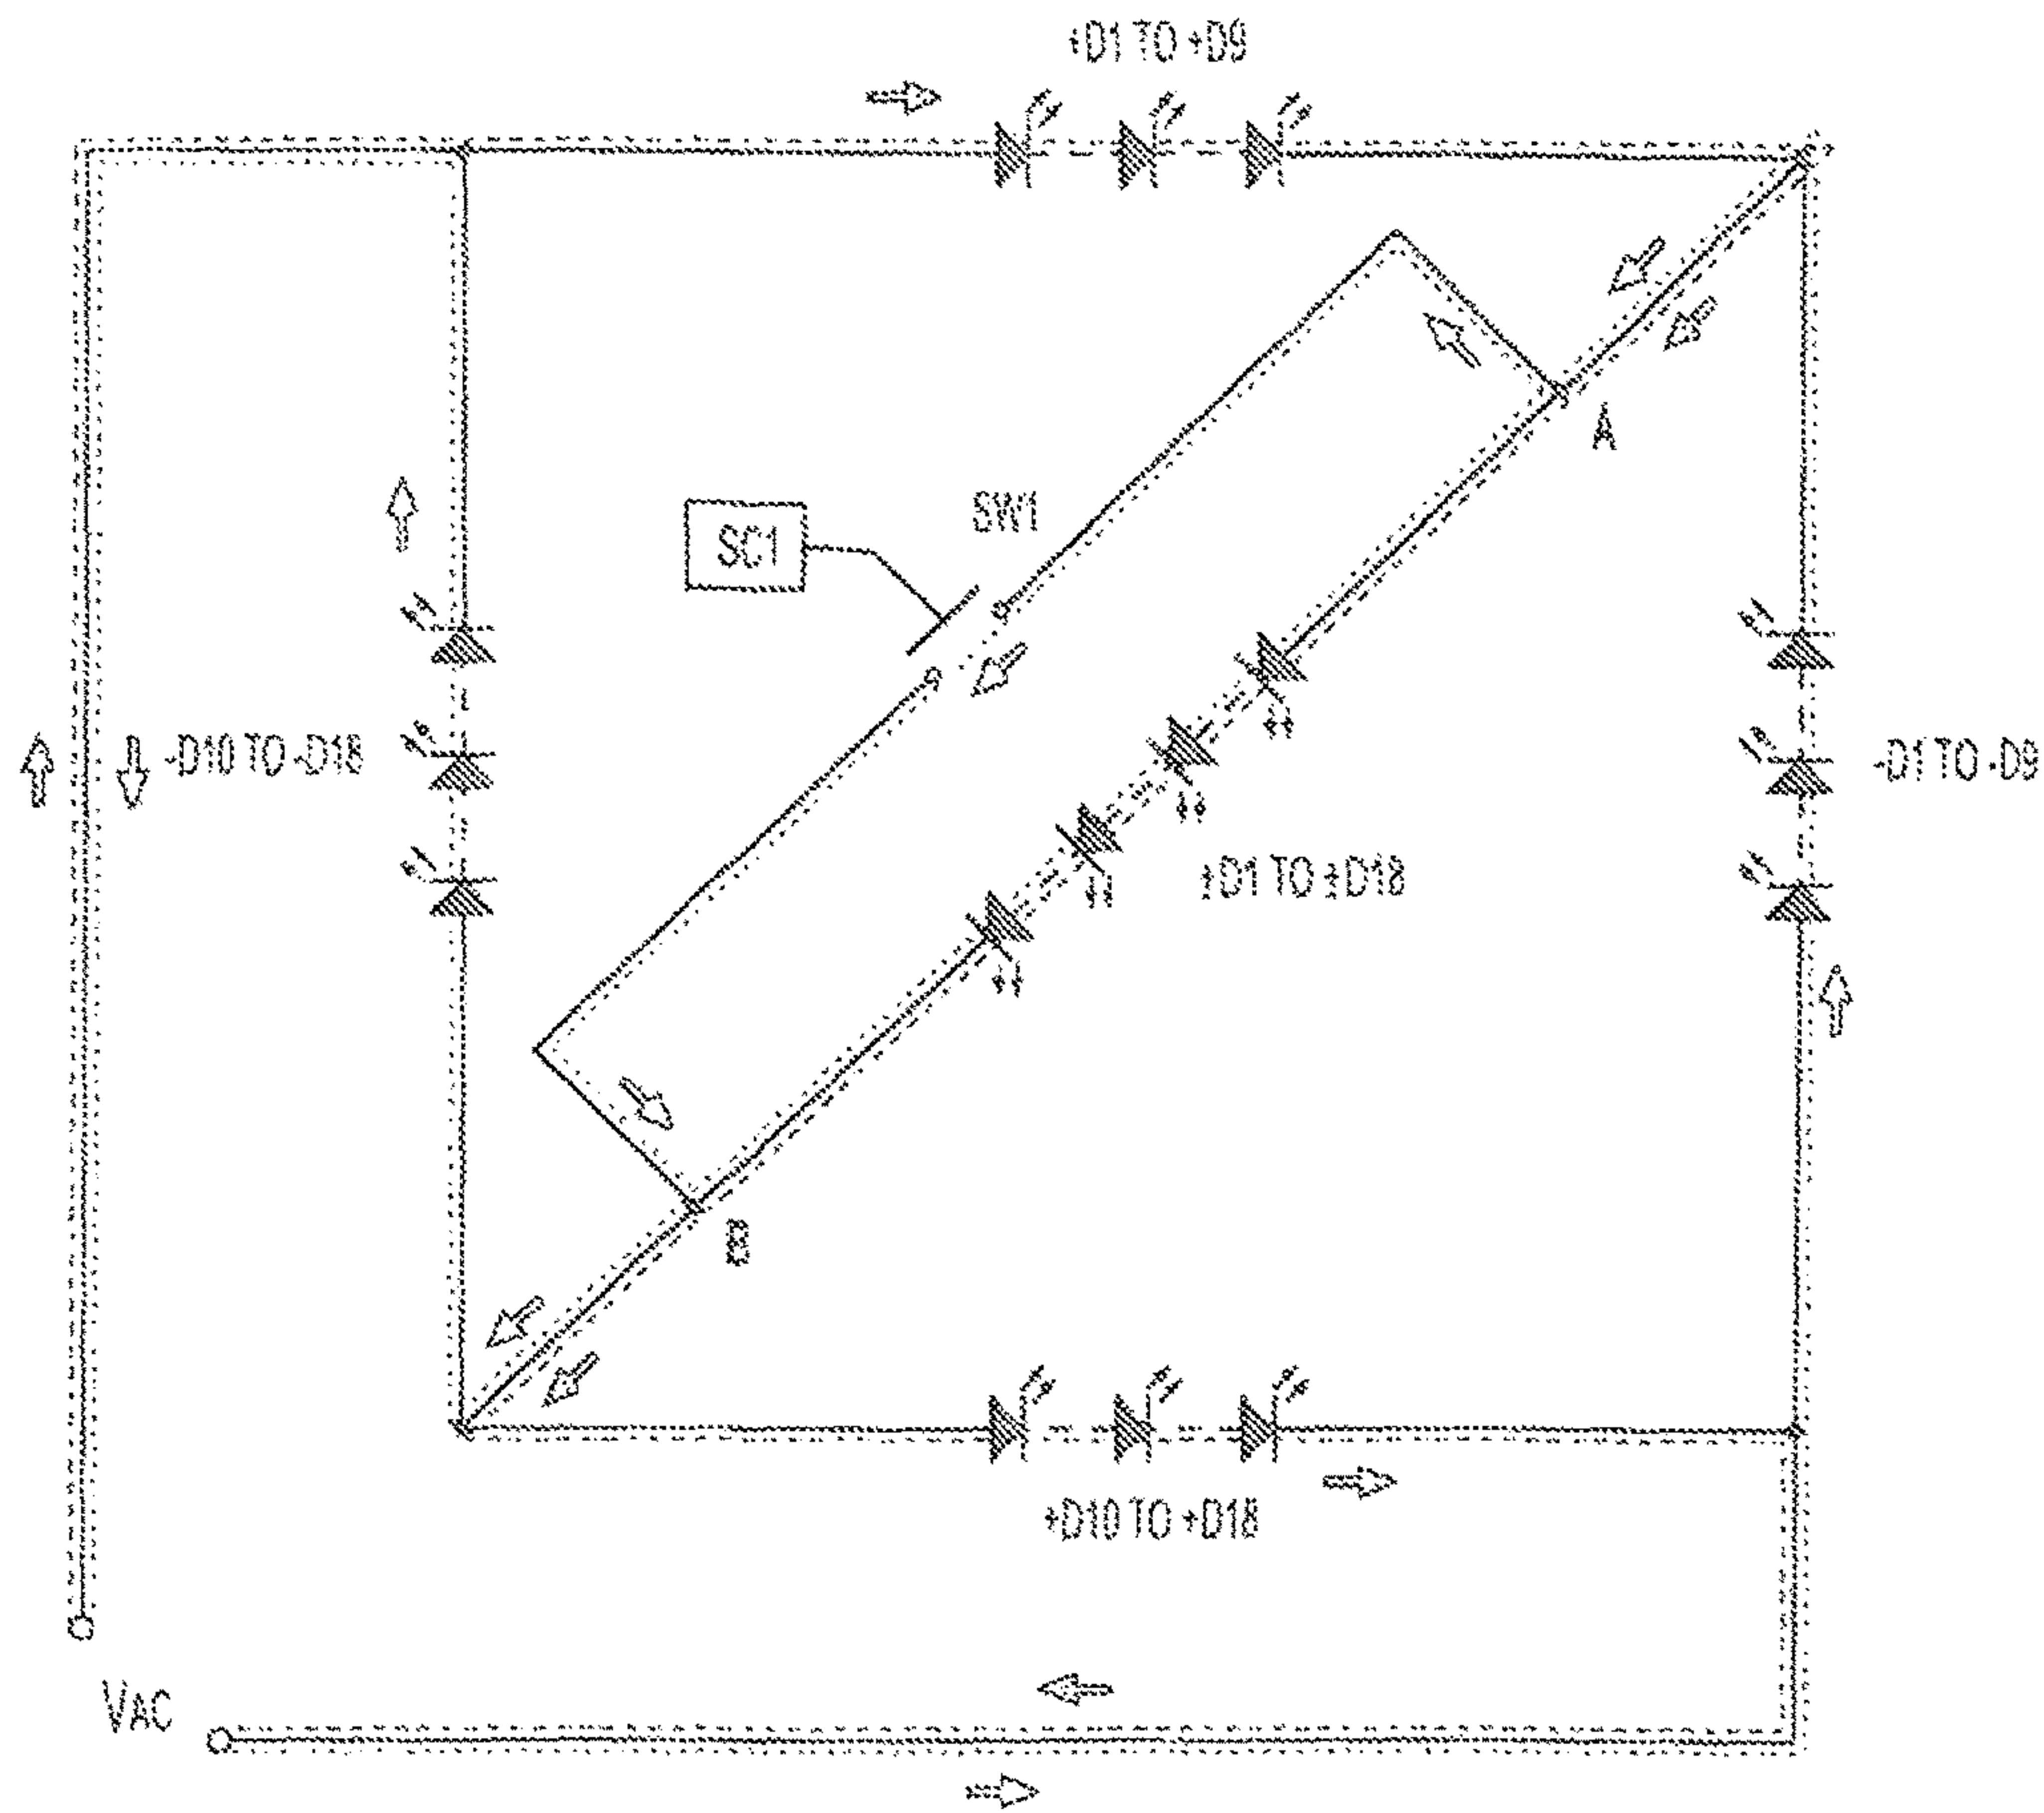 +D1 TO +D9
A
SW1
SC1
-D10 TO -D18
-D1 TO -D9
±D1 TO ±D18
B
+D10 TO +D18
VAC